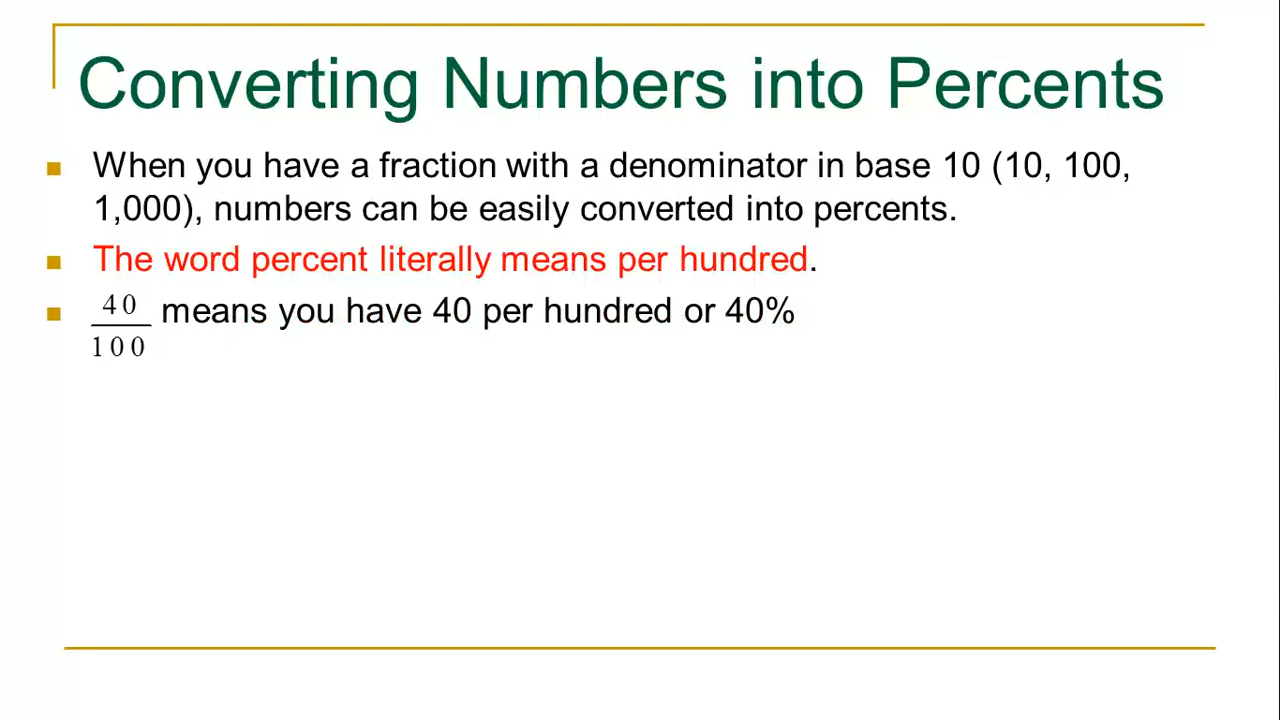 Converting Numbers into Percents
When you have a fraction with a denominator in base 10 (10, 100,
1,000), numbers can be easily converted into percents.
The word percent literally means per hundred.
40/100 means you have 40 per hundred or 40%